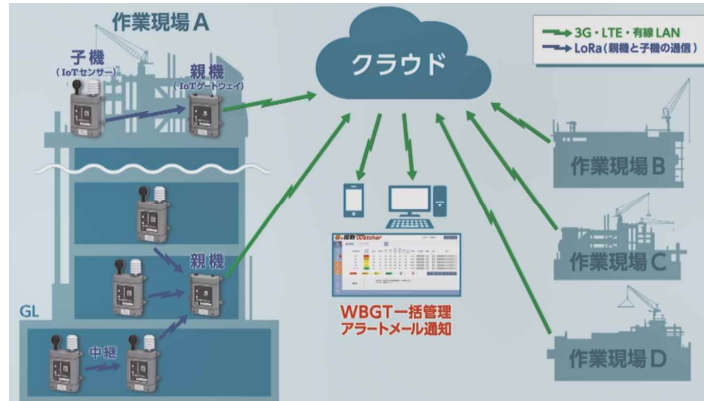 作業現場A
子機
(IoTセンサー)
親機
(IoTゲートウェイ)
クラウド
3G・LTE・有線LAN
LoRa(親機と子機の通信)
作業現場B
作業現場C
作業現場D
親機
GL
中継
Watcher
WBGT一括管理
アラートメール通知